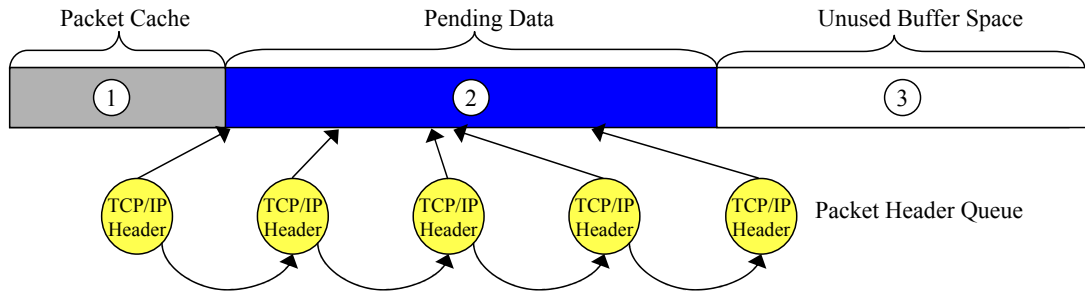 Packet Cache
Pending Data
Unused Buffer Space
1
2
3
TCP/IP
Header
TCP/IP
Header
TCP/IP
Header
TCP/IP
Header
TCP/IP
Header
Packet Header Queue